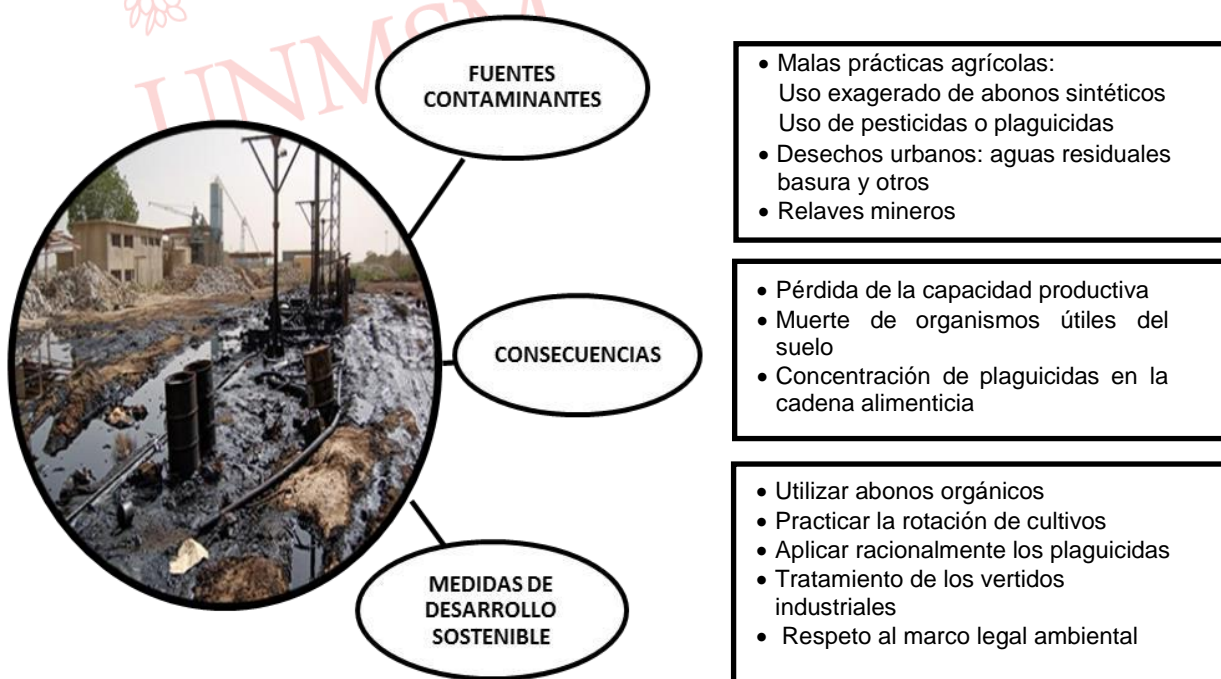 UNMSM
FUENTES
CONTAMINANTES
• Malas prácticas agrícolas:
Uso exagerado de abonos sintéticos
Uso de pesticidas o plaguicidas
• Desechos urbanos: aguas residuales
basura y otros
• Relaves mineros
CONSECUENCIAS
• Pérdida de la capacidad productiva
• Muerte de organismos útiles del
suelo
• Concentración de plaguicidas en la
cadena alimenticia
MEDIDAS DE
DESARROLLO
SOSTENIBLE
• Utilizar abonos orgánicos
• Practicar la rotación de cultivos
• Aplicar racionalmente los plaguicidas
• Tratamiento de los vertidos
industriales
• Respeto al marco legal ambiental